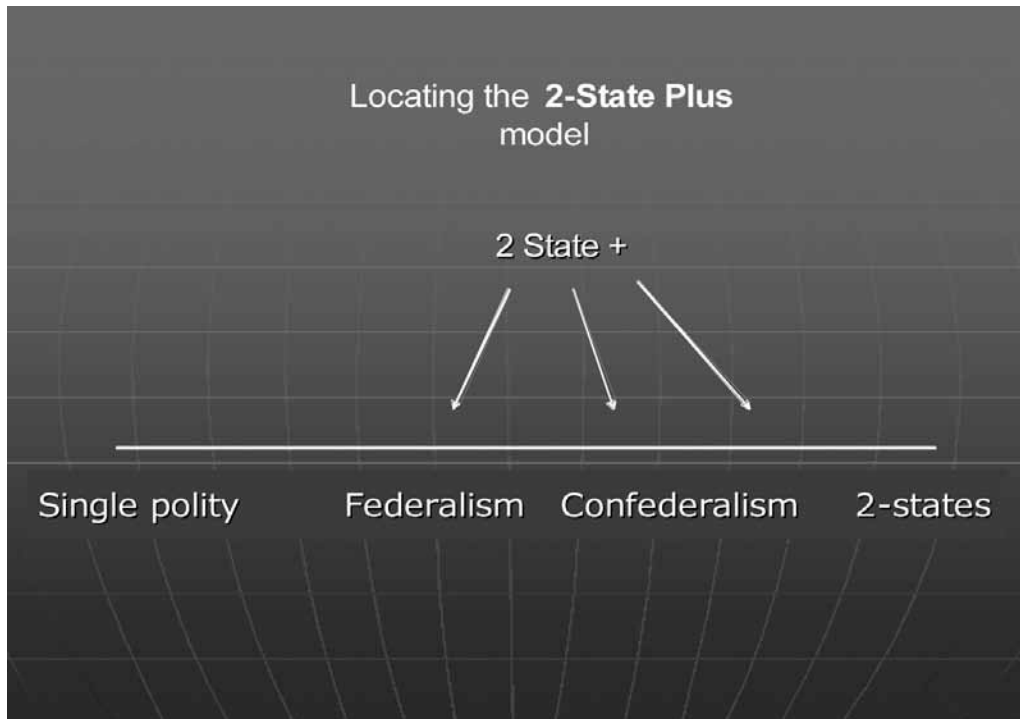 Locating the 2-State Plus
model
2 State +
Single polity Federalism Confederalism 2-states